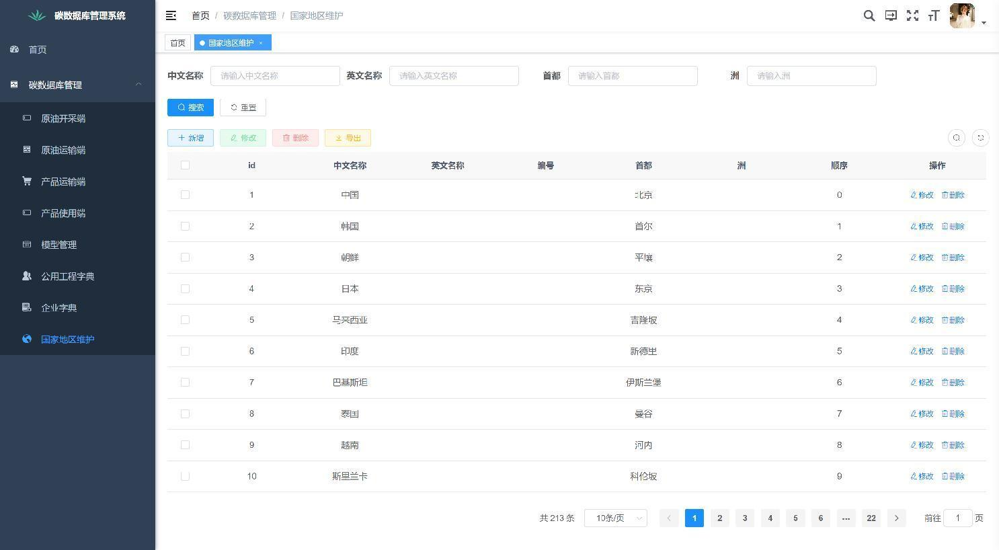 碳数据库管理系统
首页 / 碳数据库管理 / 国家地区维护
首页
首页 国家地区维护 ×
碳数据库管理
原油开采端
原油运输端
产品运输端
产品使用端
模型管理
公用工程字典
企业字典
国家地区维护
中文名称 请输入中文名称 英文名称 请输入英文名称 首都 请输入首都 洲 请输入洲
搜索 重置
新增 修改 删除 导出
id 中文名称 英文名称 编号 首都 洲 顺序 操作
1 中国 北京 0 修改 删除
2 韩国 首尔 1 修改 删除
3 朝鲜 平壤 2 修改 删除
4 日本 东京 3 修改 删除
5 马来西亚 吉隆坡 4 修改 删除
6 印度 新德里 5 修改 删除
7 巴基斯坦 伊斯兰堡 6 修改 删除
8 泰国 曼谷 7 修改 删除
9 越南 河内 8 修改 删除
10 斯里兰卡 科伦坡 9 修改 删除
共 213 条 10条/页 1 2 3 4 5 6 ... 22 前往 1 页